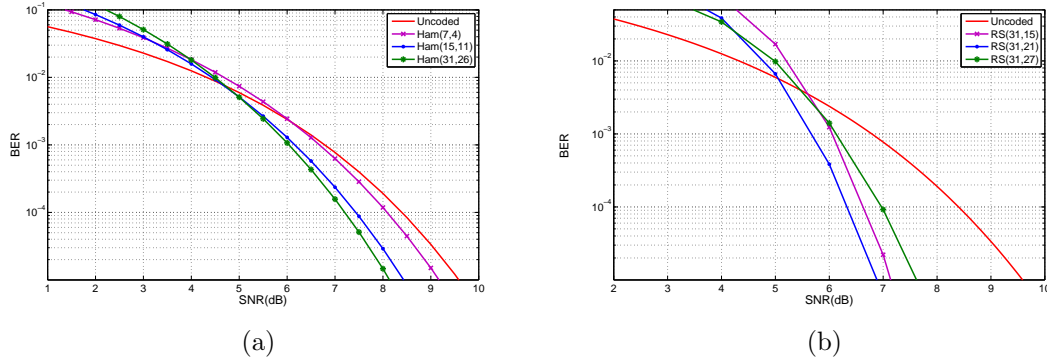 10⁻¹
10⁻²
10⁻³
10⁻⁴
BER
1 2 3 4 5 6 7 8 9 10
SNR(dB)
Uncoded
Ham(7,4)
Ham(15,11)
Ham(31,26)
(a)
10⁻²
10⁻³
10⁻⁴
BER
2 3 4 5 6 7 8 9 10
SNR(dB)
Uncoded
RS(31,15)
RS(31,21)
RS(31,27)
(b)